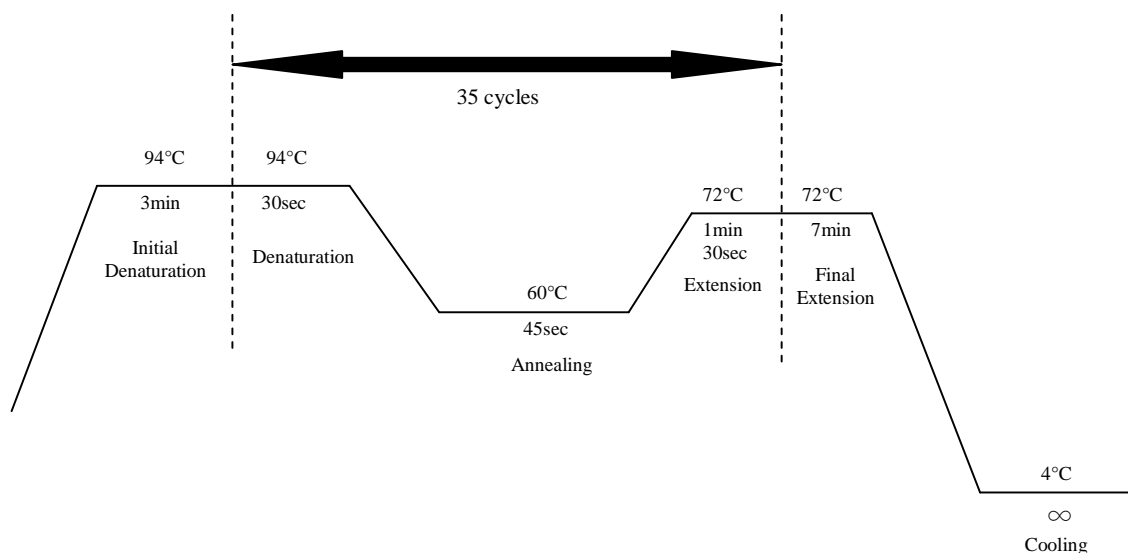 35 cycles
94°C
3min
Initial
Denaturation
94°C
30sec
Denaturation
60°C
45sec
Annealing
72°C
1min
30sec
Extension
72°C
7min
Final
Extension
4°C
∞
Cooling